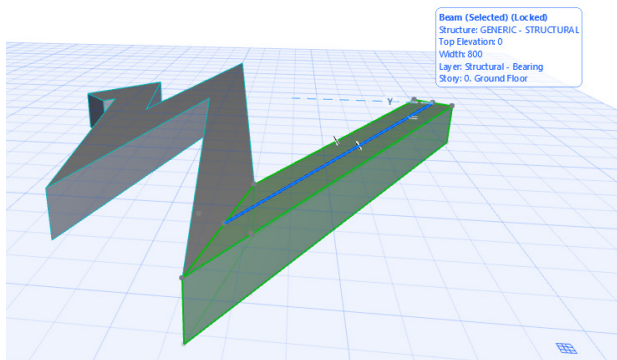 Beam (Selected) (Locked)
Structure: GENERIC - STRUCTURAL
Top Elevation: 0
Width: 800
Layer: Structural - Bearing
Story: 0. Ground Floor
Y